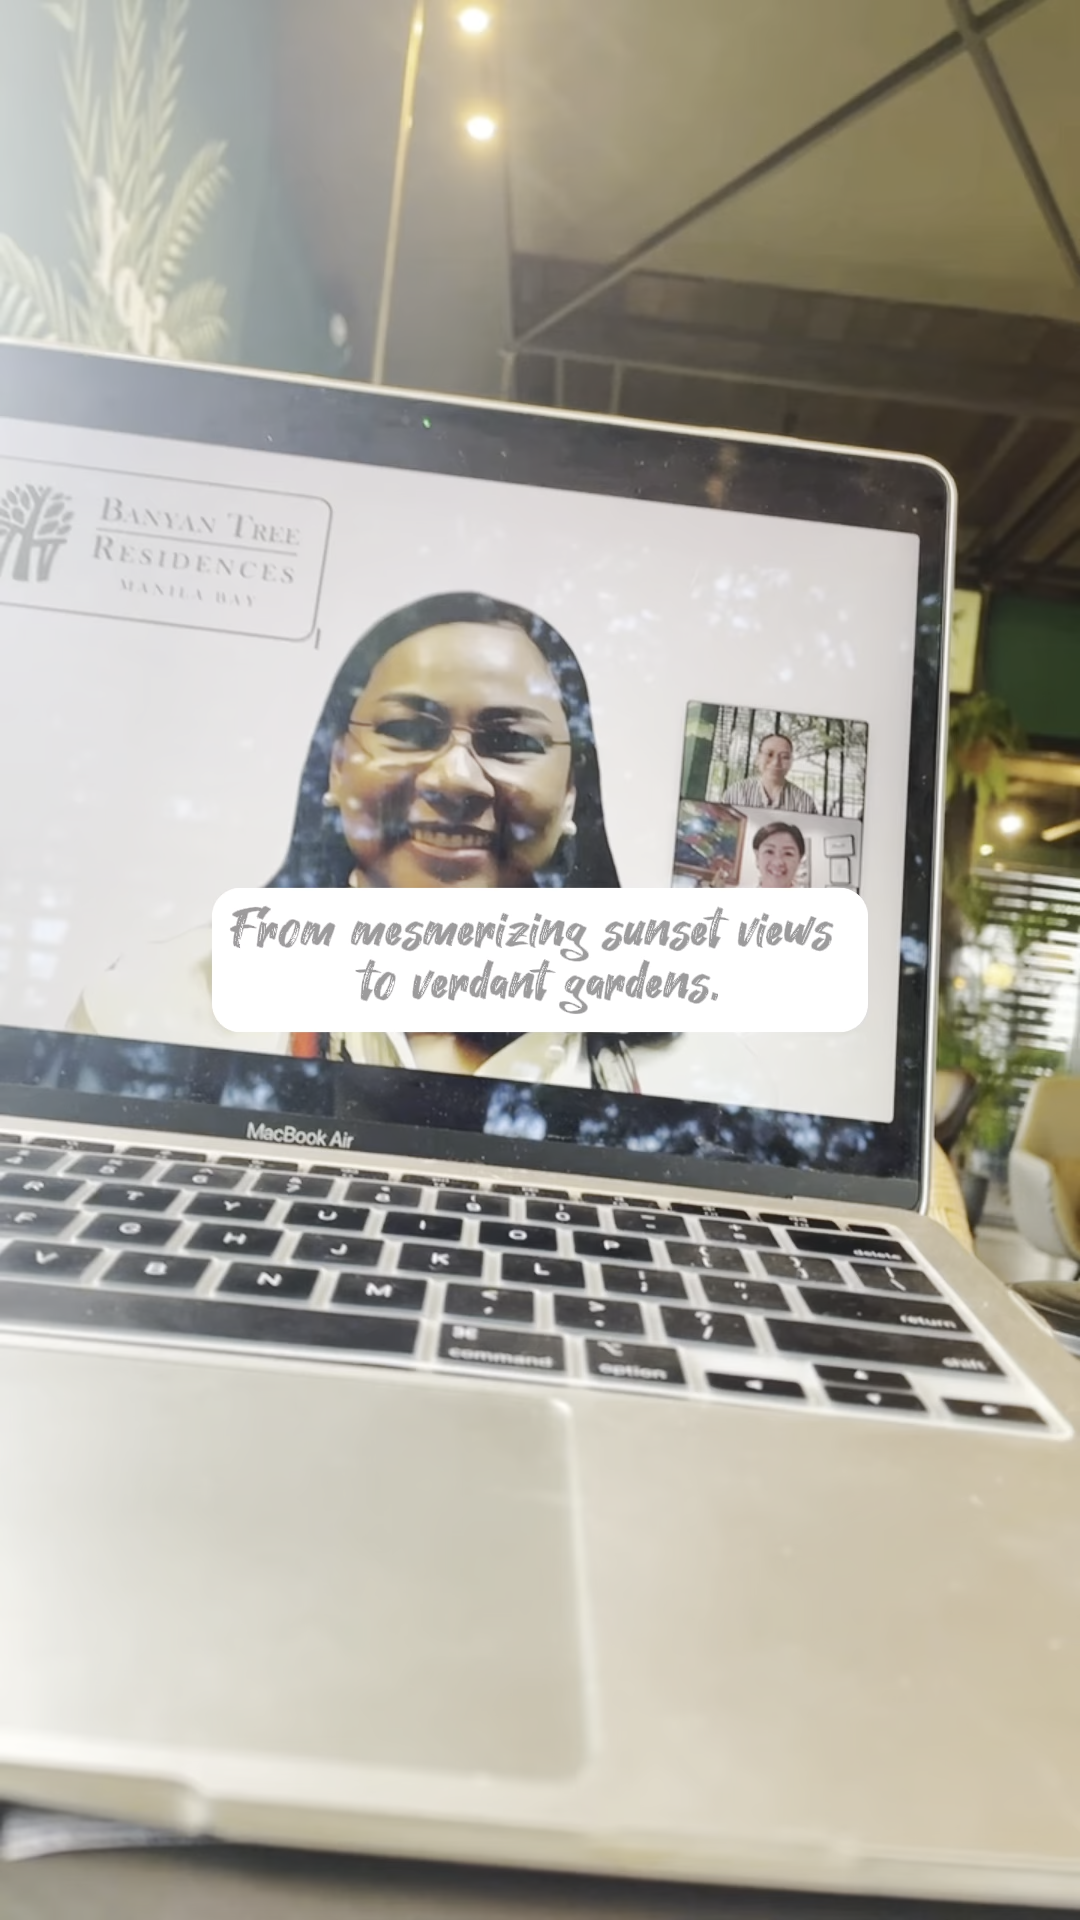 BANYAN TREE
RESIDENCES
MANILA BAY
From mesmerizing sunset views
to verdant gardens.
MacBook Air
R T Y U I O P
delete
F G H J K L
return
V B N M
shift
command
option